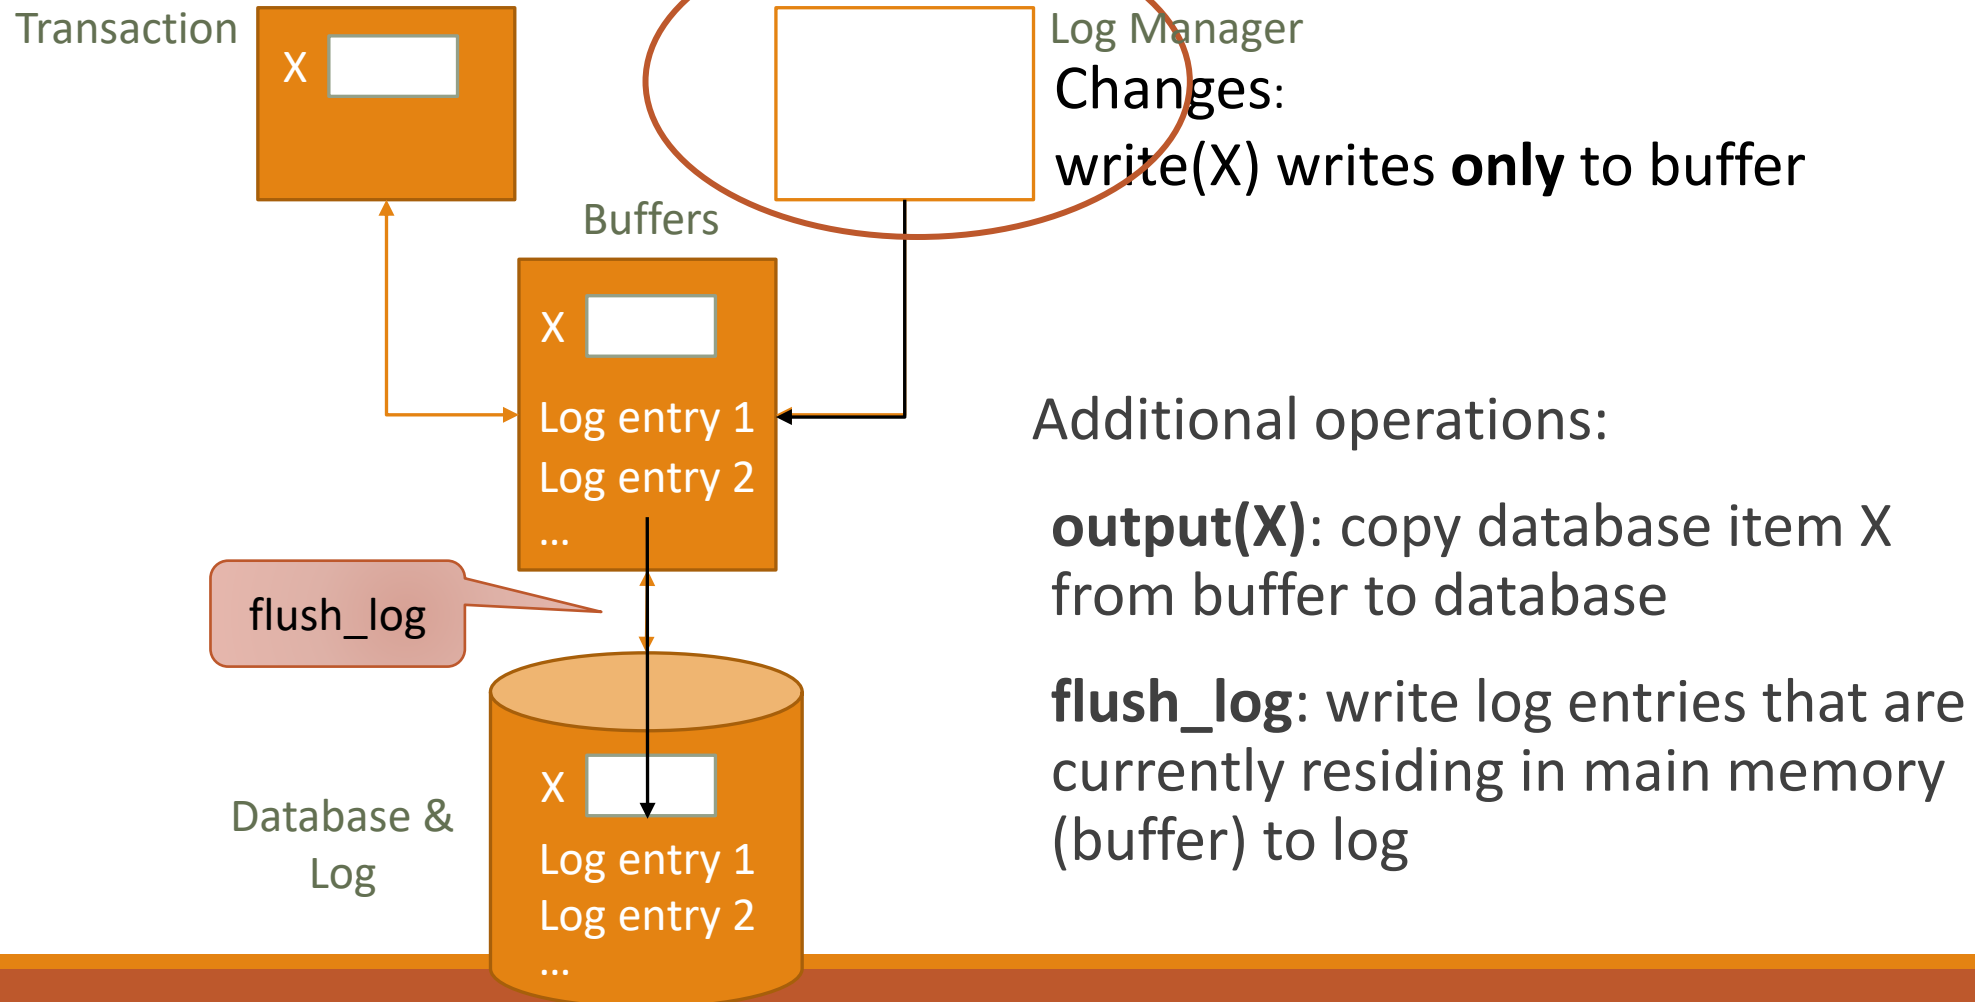 Transaction
X
Log Manager
Changes:
write(X) writes only to buffer
Buffers
X
Log entry 1
Log entry 2
...
flush_log
Database &
Log
X
Log entry 1
Log entry 2
...
Additional operations:
output(X): copy database item X
from buffer to database
flush_log: write log entries that are
currently residing in main memory
(buffer) to log